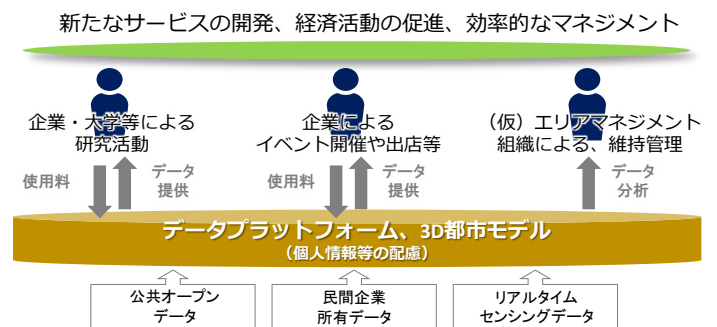 新たなサービスの開発、経済活動の促進、効率的なマネジメント
企業・大学等による
研究活動
企業による
イベント開催や出店等
（仮）エリアマネジメント
組織による、維持管理
使用料
データ
提供
使用料
データ
提供
データ
分析
データプラットフォーム、3D都市モデル
（個人情報等の配慮）
公共オープン
データ
民間企業
所有データ
リアルタイム
センシングデータ